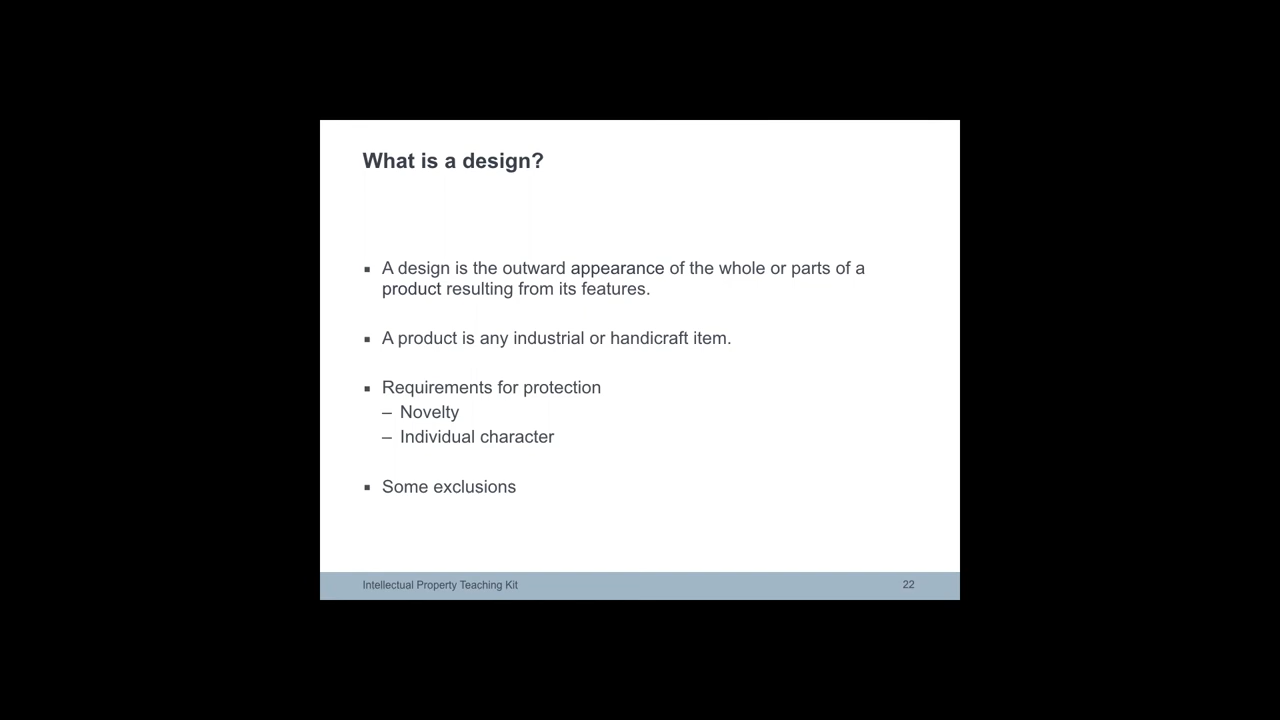 What is a design?
▪ A design is the outward appearance of the whole or parts of a
product resulting from its features.
▪ A product is any industrial or handicraft item.
▪ Requirements for protection
– Novelty
– Individual character
▪ Some exclusions
Intellectual Property Teaching Kit
22